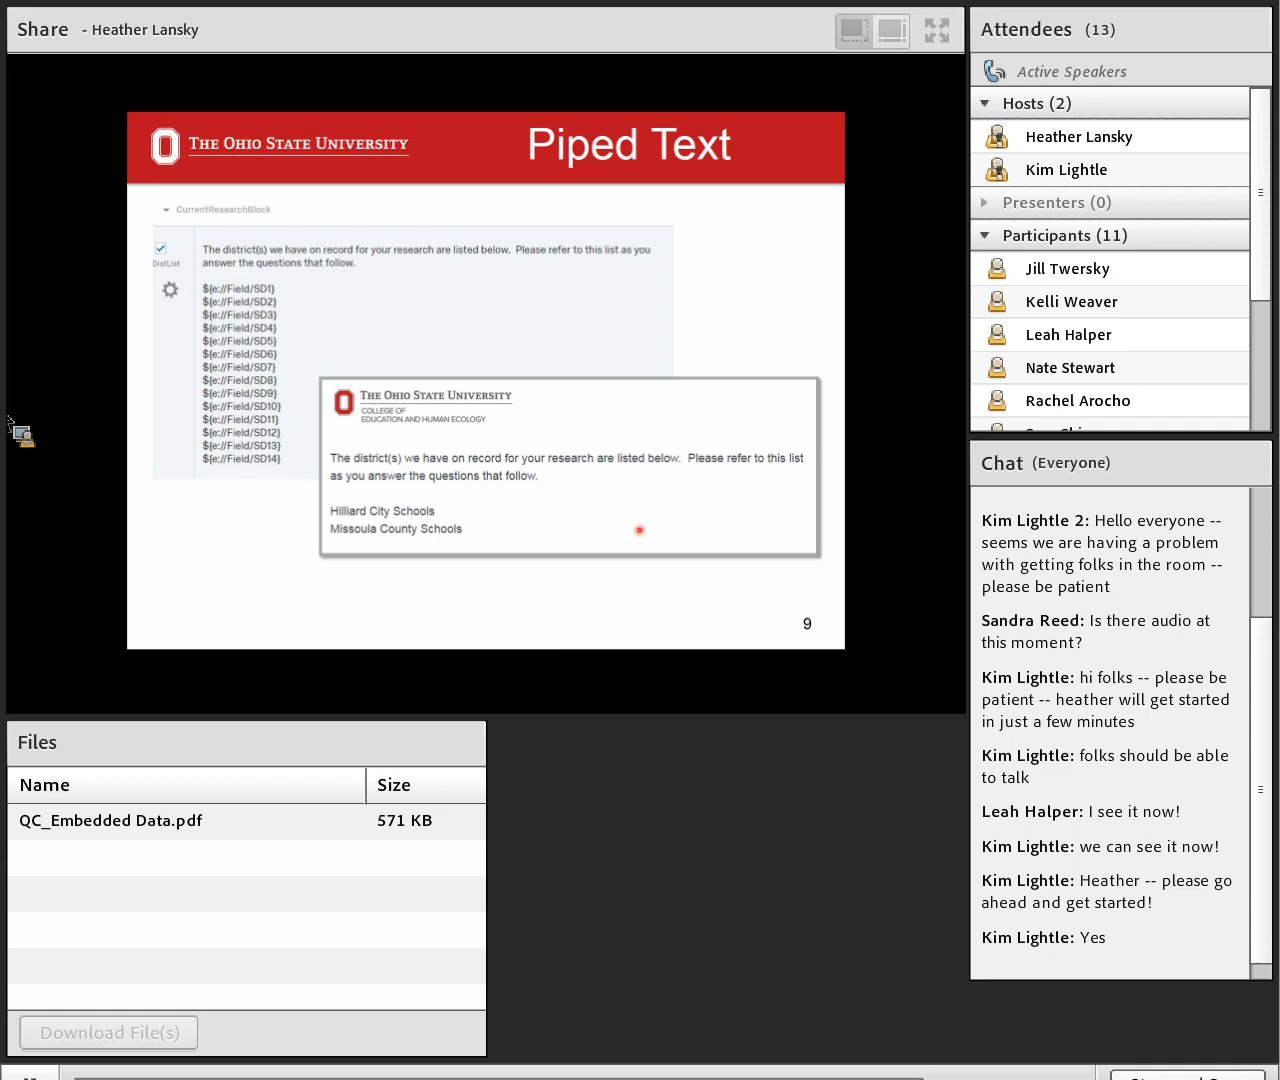 Share - Heather Lansky
THE OHIO STATE UNIVERSITY
Piped Text
CurrentResearchBlock
DistList
The district(s) we have on record for your research are listed below. Please refer to this list as you
answer the questions that follow.
${e://Field/SD1}
${e://Field/SD2}
${e://Field/SD3}
${e://Field/SD4}
${e://Field/SD5}
${e://Field/SD6}
${e://Field/SD7}
${e://Field/SD8}
${e://Field/SD9}
${e://Field/SD10}
${e://Field/SD11}
${e://Field/SD12}
${e://Field/SD13}
${e://Field/SD14}
THE OHIO STATE UNIVERSITY
COLLEGE OF
EDUCATION AND HUMAN ECOLOGY
The district(s) we have on record for your research are listed below. Please refer to this list
as you answer the questions that follow.
Hilliard City Schools
Missoula County Schools
9
Files
Name Size
QC_Embedded Data.pdf 571 KB
Download File(s)
Attendees (13)
Active Speakers
Hosts (2)
Heather Lansky
Kim Lightle
Presenters (0)
Participants (11)
Jill Twersky
Kelli Weaver
Leah Halper
Nate Stewart
Rachel Arocho
Chat (Everyone)
Kim Lightle 2: Hello everyone --
seems we are having a problem
with getting folks in the room --
please be patient
Sandra Reed: Is there audio at
this moment?
Kim Lightle: hi folks -- please be
patient -- heather will get started
in just a few minutes
Kim Lightle: folks should be able
to talk
Leah Halper: I see it now!
Kim Lightle: we can see it now!
Kim Lightle: Heather -- please go
ahead and get started!
Kim Lightle: Yes